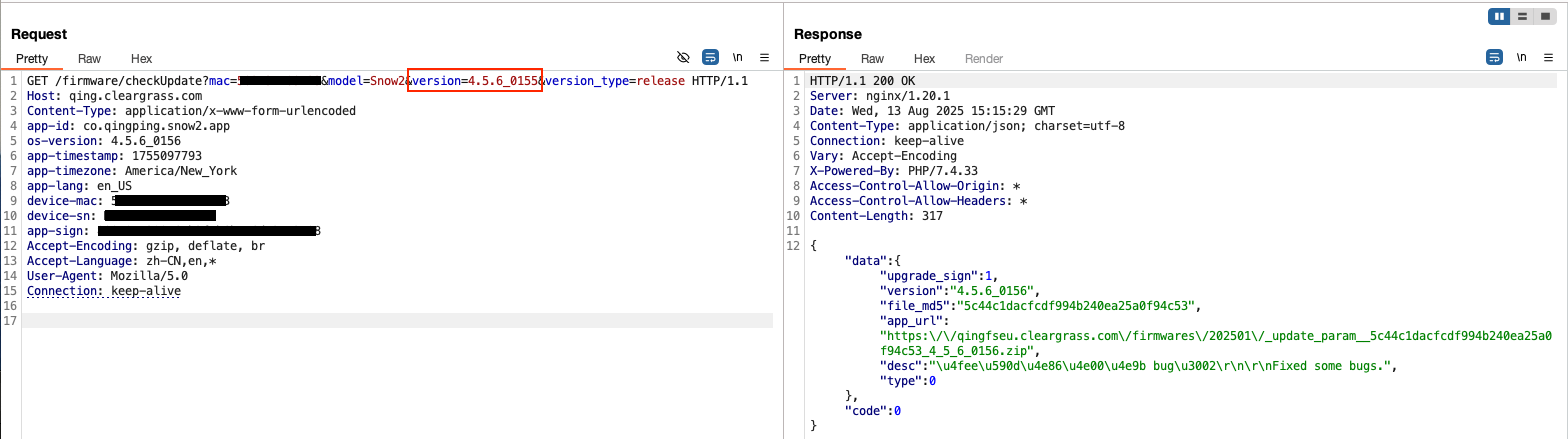 Request
Pretty Raw Hex \n
1 GET /firmware/checkUpdate?mac=5 &model=Snow2&version=4.5.6_0155&version_type=release HTTP/1.1
2 Host: qing.cleargrass.com
3 Content-Type: application/x-www-form-urlencoded
4 app-id: co.qingping.snow2.app
5 os-version: 4.5.6_0156
6 app-timestamp: 1755097793
7 app-timezone: America/New_York
8 app-lang: en_US
9 device-mac: 5 3
10 device-sn:
11 app-sign: 8
12 Accept-Encoding: gzip, deflate, br
13 Accept-Language: zh-CN,en,*
14 User-Agent: Mozilla/5.0
15 Connection: keep-alive
16
17
Response
Pretty Raw Hex Render \n
1 HTTP/1.1 200 OK
2 Server: nginx/1.20.1
3 Date: Wed, 13 Aug 2025 15:15:29 GMT
4 Content-Type: application/json; charset=utf-8
5 Connection: keep-alive
6 Vary: Accept-Encoding
7 X-Powered-By: PHP/7.4.33
8 Access-Control-Allow-Origin: *
9 Access-Control-Allow-Headers: *
10 Content-Length: 317
11
12 {
"data":{
"upgrade_sign":1,
"version":"4.5.6_0156",
"file_md5":"5c44c1dacfcdf994b240ea25a0f94c53",
"app_url":
"https:\/\/qingfseu.cleargrass.com\/firmwares\/202501\/_update_param__5c44c1dacfcdf994b240ea25a0
f94c53_4_5_6_0156.zip",
"desc":"\u4fee\u590d\u4e86\u4e00\u4e9b bug\u3002\r\n\r\nFixed some bugs.",
"type":0
},
"code":0
}